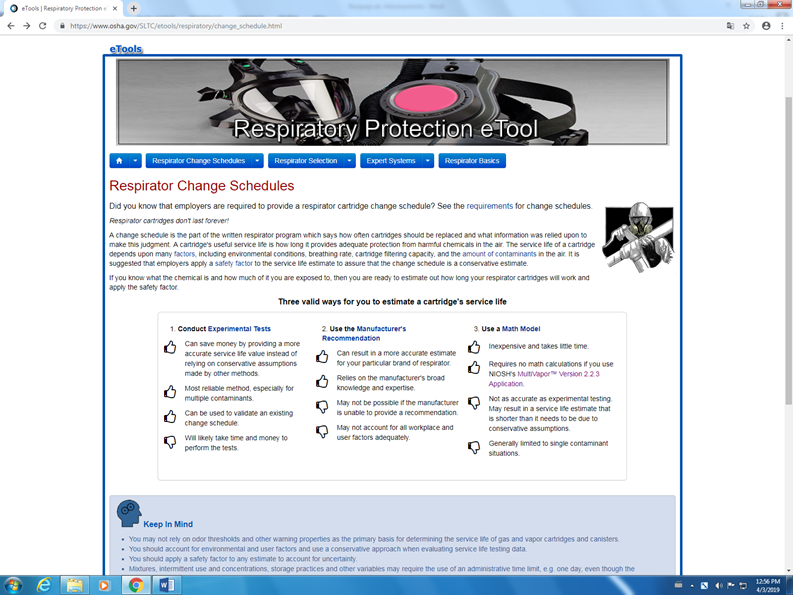 eTools | Respiratory Protection e
https://www.osha.gov/SLTC/etools/respiratory/change_schedule.html
eTools
Respiratory Protection eTool
Respirator Change Schedules
Respirator Selection
Expert Systems
Respirator Basics
Respirator Change Schedules
Did you know that employers are required to provide a respirator cartridge change schedule? See the requirements for change schedules.
Respirator cartridges don't last forever!
A change schedule is the part of the written respirator program which says how often cartridges should be replaced and what information was relied upon to
make this judgment. A cartridge's useful service life is how long it provides adequate protection from harmful chemicals in the air. The service life of a cartridge
depends upon many factors, including environmental conditions, breathing rate, cartridge filtering capacity, and the amount of contaminants in the air. It is
suggested that employers apply a safety factor to the service life estimate to assure that the change schedule is a conservative estimate.
If you know what the chemical is and how much of it you are exposed to, then you are ready to estimate out how long your respirator cartridges will work and
apply the safety factor.
Three valid ways for you to estimate a cartridge's service life
1. Conduct Experimental Tests
Can save money by providing a more
accurate service life value instead of
relying on conservative assumptions
made by other methods.
Most reliable method, especially for
multiple contaminants.
Can be used to validate an existing
change schedule.
Will likely take time and money to
perform the tests.
2. Use the Manufacturer's
Recommendation
Can result in a more accurate estimate
for your particular brand of respirator.
Relies on the manufacturer's broad
knowledge and expertise.
May not be possible if the manufacturer
is unable to provide a recommendation.
May not account for all workplace and
user factors adequately.
3. Use a Math Model
Inexpensive and takes little time.
Requires no math calculations if you use
NIOSH's MultiVapor™ Version 2.2.3
Application.
Not as accurate as experimental testing.
May result in a service life estimate that
is shorter than it needs to be due to
conservative assumptions.
Generally limited to single contaminant
situations.
Keep In Mind
You may not rely on odor thresholds and other warning properties as the primary basis for determining the service life of gas and vapor cartridges and canisters.
You should account for environmental and user factors and use a conservative approach when evaluating service life testing data.
You should apply a safety factor to any estimate to account for uncertainty.
Mixtures, intermittent use and concentrations, storage practices and other variables may require the use of an administrative time limit, e.g. one day, even though the
12:56 PM
4/3/2019